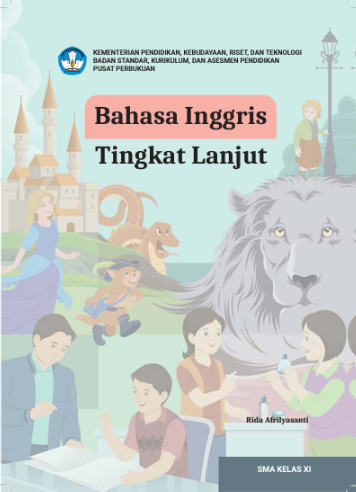 KEMENTERIAN PENDIDIKAN, KEBUDAYAAN, RISET, DAN TEKNOLOGI
BADAN STANDAR, KURIKULUM, DAN ASESMEN PENDIDIKAN
PUSAT PERBUKUAN
Bahasa Inggris
Tingkat Lanjut
Rida Afrilyasanti
SMA KELAS XI